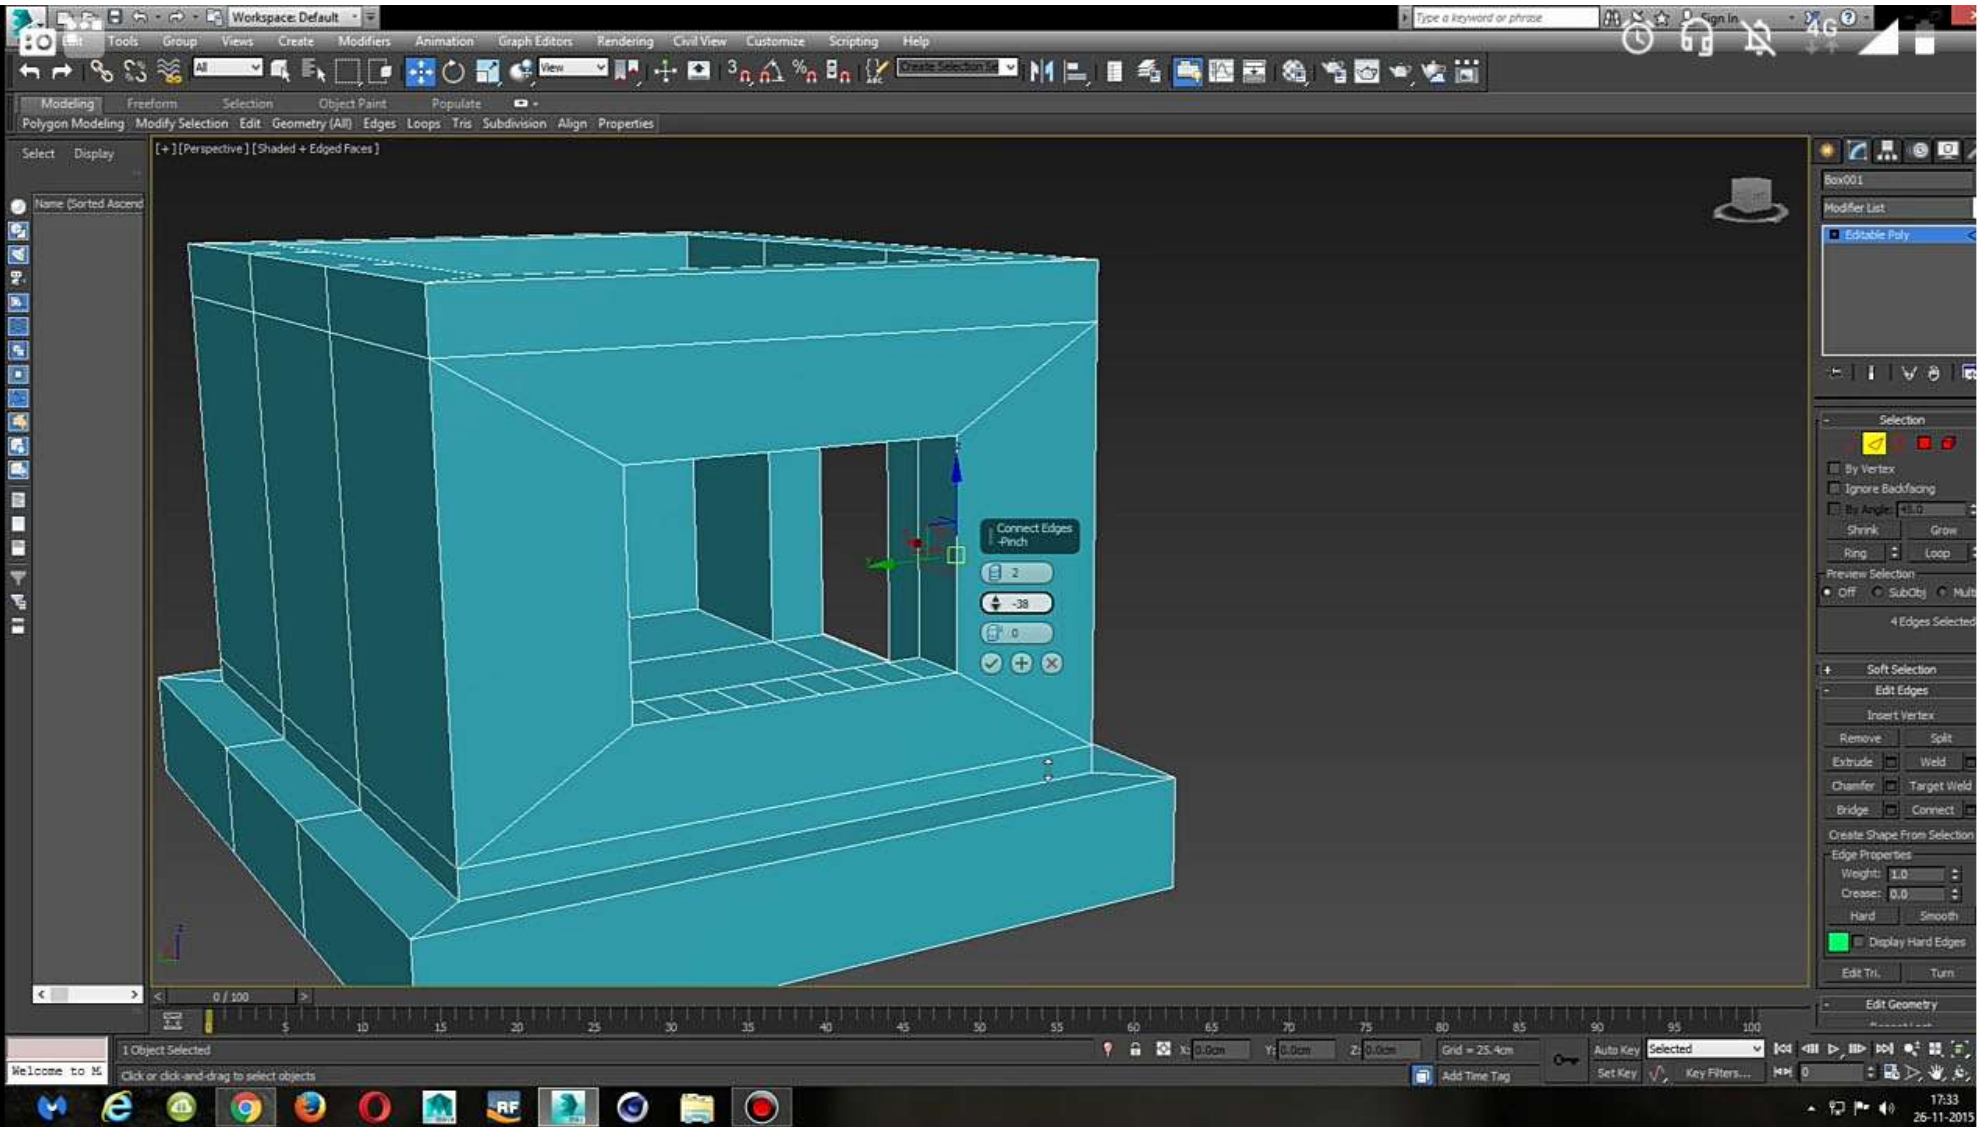 Workspace: Default
Type a keyword or phrase
Sign In
4G
Tools Group Views Create Modifiers Animation Graph Editors Rendering Civil View Customize Scripting Help
All
View
Create Selection Se
Modeling Freeform Selection Object Paint Populate
Polygon Modeling Modify Selection Edit Geometry (All) Edges Loops Tris Subdivision Align Properties
Select Display
[+] [Perspective] [Shaded + Edged Faces]
Name (Sorted Ascend
Box001
Modifier List
Editable Poly
Selection
By Vertex
Ignore Backfacing
By Angle: 45.0
Shrink Grow
Ring Loop
Preview Selection
Off SubObj Multi
4 Edges Selected
Connect Edges
-Pinch
2
-38
0
Soft Selection
Edit Edges
Insert Vertex
Remove Split
Extrude Weld
Chamfer Target Weld
Bridge Connect
Create Shape From Selection
Edge Properties
Weight: 1.0
Crease: 0.0
Hard Smooth
Display Hard Edges
Edit Tri. Turn
Edit Geometry
0 / 100
0 5 10 15 20 25 30 35 40 45 50 55 60 65 70 75 80 85 90 95 100
1 Object Selected
X: 0.0cm Y: 0.0cm Z: 0.0cm Grid = 25.4cm
Auto Key Selected
Welcome to M
Click or click-and-drag to select objects
Add Time Tag
Set Key Key Filters... 0
RF
17:33
26-11-2015